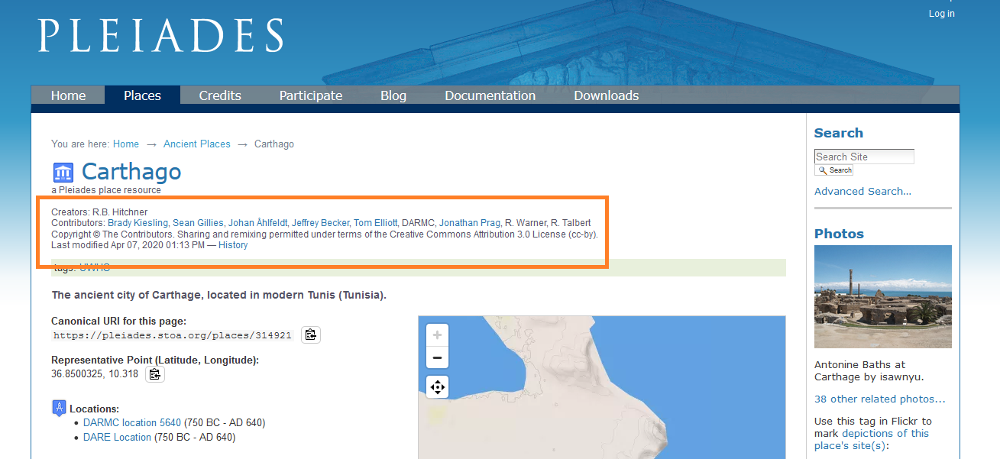 Log in
PLEIADES
Home Places Credits Participate Blog Documentation Downloads
You are here: Home → Ancient Places → Carthago
Carthago
a Pleiades place resource
Creators: R.B. Hitchner
Contributors: Brady Kiesling, Sean Gillies, Johan Åhlfeldt, Jeffrey Becker, Tom Elliott, DARMC, Jonathan Prag, R. Warner, R. Talbert
Copyright © The Contributors. Sharing and remixing permitted under terms of the Creative Commons Attribution 3.0 License (cc-by).
Last modified Apr 07, 2020 01:13 PM — History
tags: UWHS
The ancient city of Carthage, located in modern Tunis (Tunisia).
Canonical URI for this page:
https://pleiades.stoa.org/places/314921
Representative Point (Latitude, Longitude):
36.8500325, 10.318
Locations:
• DARMC location 5640 (750 BC - AD 640)
• DARE Location (750 BC - AD 640)
+
−
Search
Search Site
Search
Advanced Search...
Photos
Antonine Baths at
Carthage by isawnyu.
38 other related photos...
Use this tag in Flickr to
mark depictions of this
place's site(s):